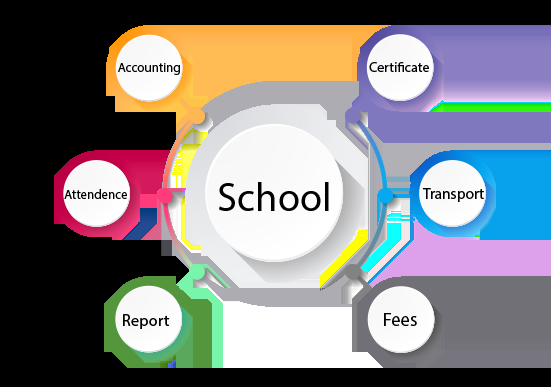 Accounting
Certificate
Attendence
School
Transport
Report
Fees